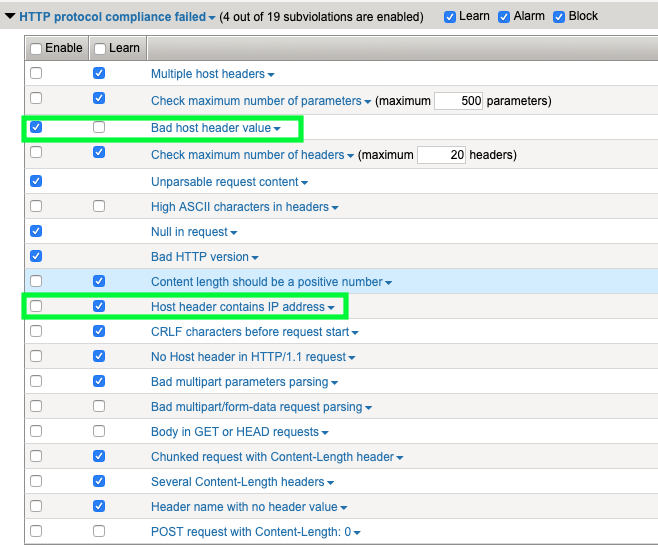 HTTP protocol compliance failed (4 out of 19 subviolations are enabled) Learn Alarm Block
Enable Learn
Multiple host headers
Check maximum number of parameters (maximum 500 parameters)
Bad host header value
Check maximum number of headers (maximum 20 headers)
Unparsable request content
High ASCII characters in headers
Null in request
Bad HTTP version
Content length should be a positive number
Host header contains IP address
CRLF characters before request start
No Host header in HTTP/1.1 request
Bad multipart parameters parsing
Bad multipart/form-data request parsing
Body in GET or HEAD requests
Chunked request with Content-Length header
Several Content-Length headers
Header name with no header value
POST request with Content-Length: 0